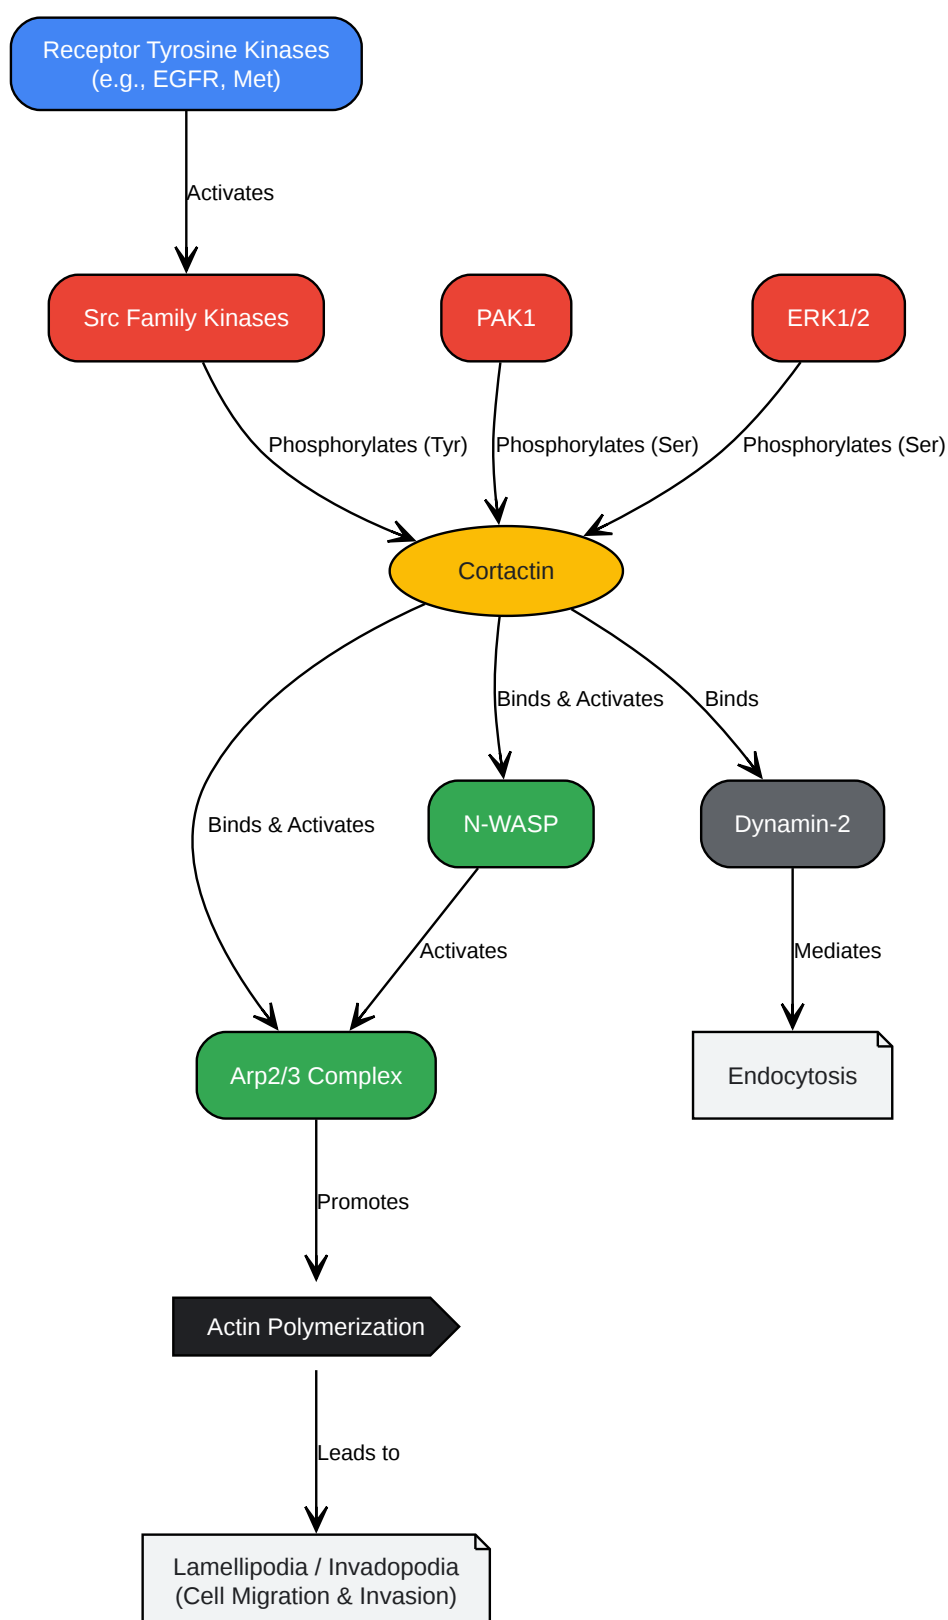 Receptor Tyrosine Kinases
(e.g., EGFR, Met)
Activates
Src Family Kinases
PAK1
ERK1/2
Phosphorylates (Tyr)
Phosphorylates (Ser)
Phosphorylates (Ser)
Cortactin
Binds & Activates
Binds
Binds & Activates
N-WASP
Dynamin-2
Activates
Mediates
Arp2/3 Complex
Endocytosis
Promotes
Actin Polymerization
Leads to
Lamellipodia / Invadopodia
(Cell Migration & Invasion)